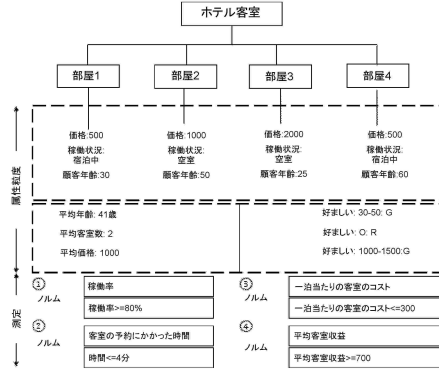 ホテル客室
部屋1
部屋2
部屋3
部屋4
属性粒度
価格:500
稼働状況:
宿泊中
顧客年齢:30
価格:1000
稼働状況:
空室
顧客年齢:50
価格:2000
稼働状況:
空室
顧客年齢:25
価格:500
稼働状況:
宿泊中
顧客年齢:60
平均年齢: 41歳
平均客室数: 2
平均価格: 1000
好ましい: 30-50: G
好ましい: O: R
好ましい: 1000-1500:G
測定
① ノルム
稼働率
稼働率>=80%
② ノルム
客室の予約にかかった時間
時間<=4分
③ ノルム
一泊当たりの客室のコスト
一泊当たりの客室のコスト<=300
④ ノルム
平均客室収益
平均客室収益>=700